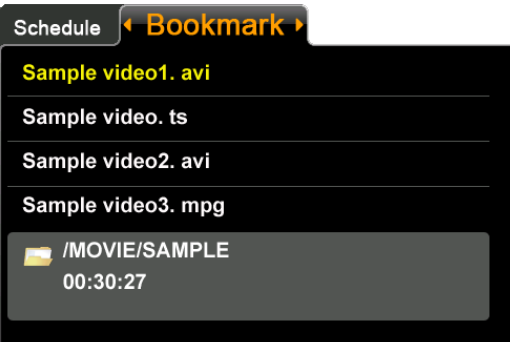 Schedule Bookmark
Sample video1. avi
Sample video. ts
Sample video2. avi
Sample video3. mpg
/MOVIE/SAMPLE
00:30:27